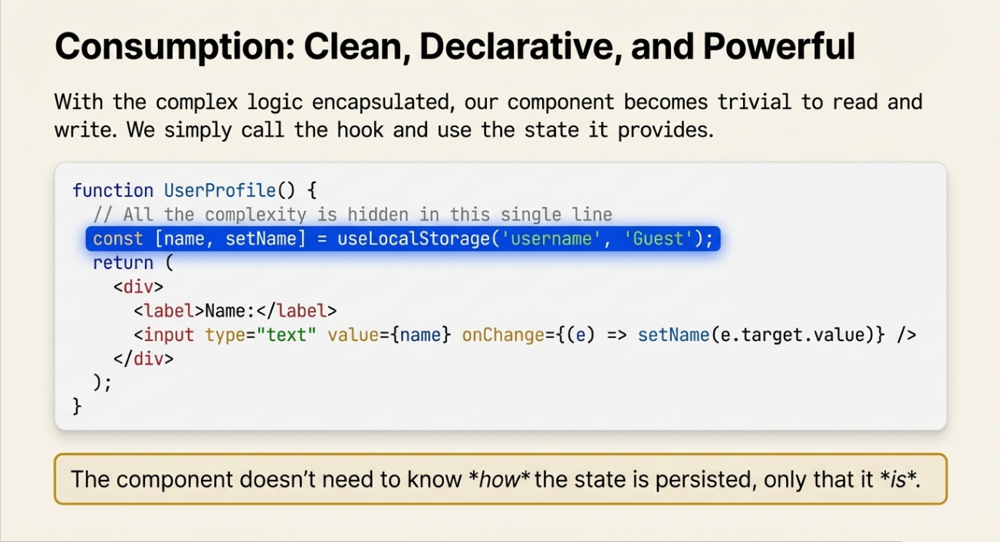 Consumption: Clean, Declarative, and Powerful
With the complex logic encapsulated, our component becomes trivial to read and
write. We simply call the hook and use the state it provides.
function UserProfile() {
  // All the complexity is hidden in this single line
  const [name, setName] = useLocalStorage('username', 'Guest');
  return (
    <div>
      <label>Name:</label>
      <input type="text" value={name} onChange={(e) => setName(e.target.value)} />
    </div>
  );
}
The component doesn’t need to know *how* the state is persisted, only that it *is*.